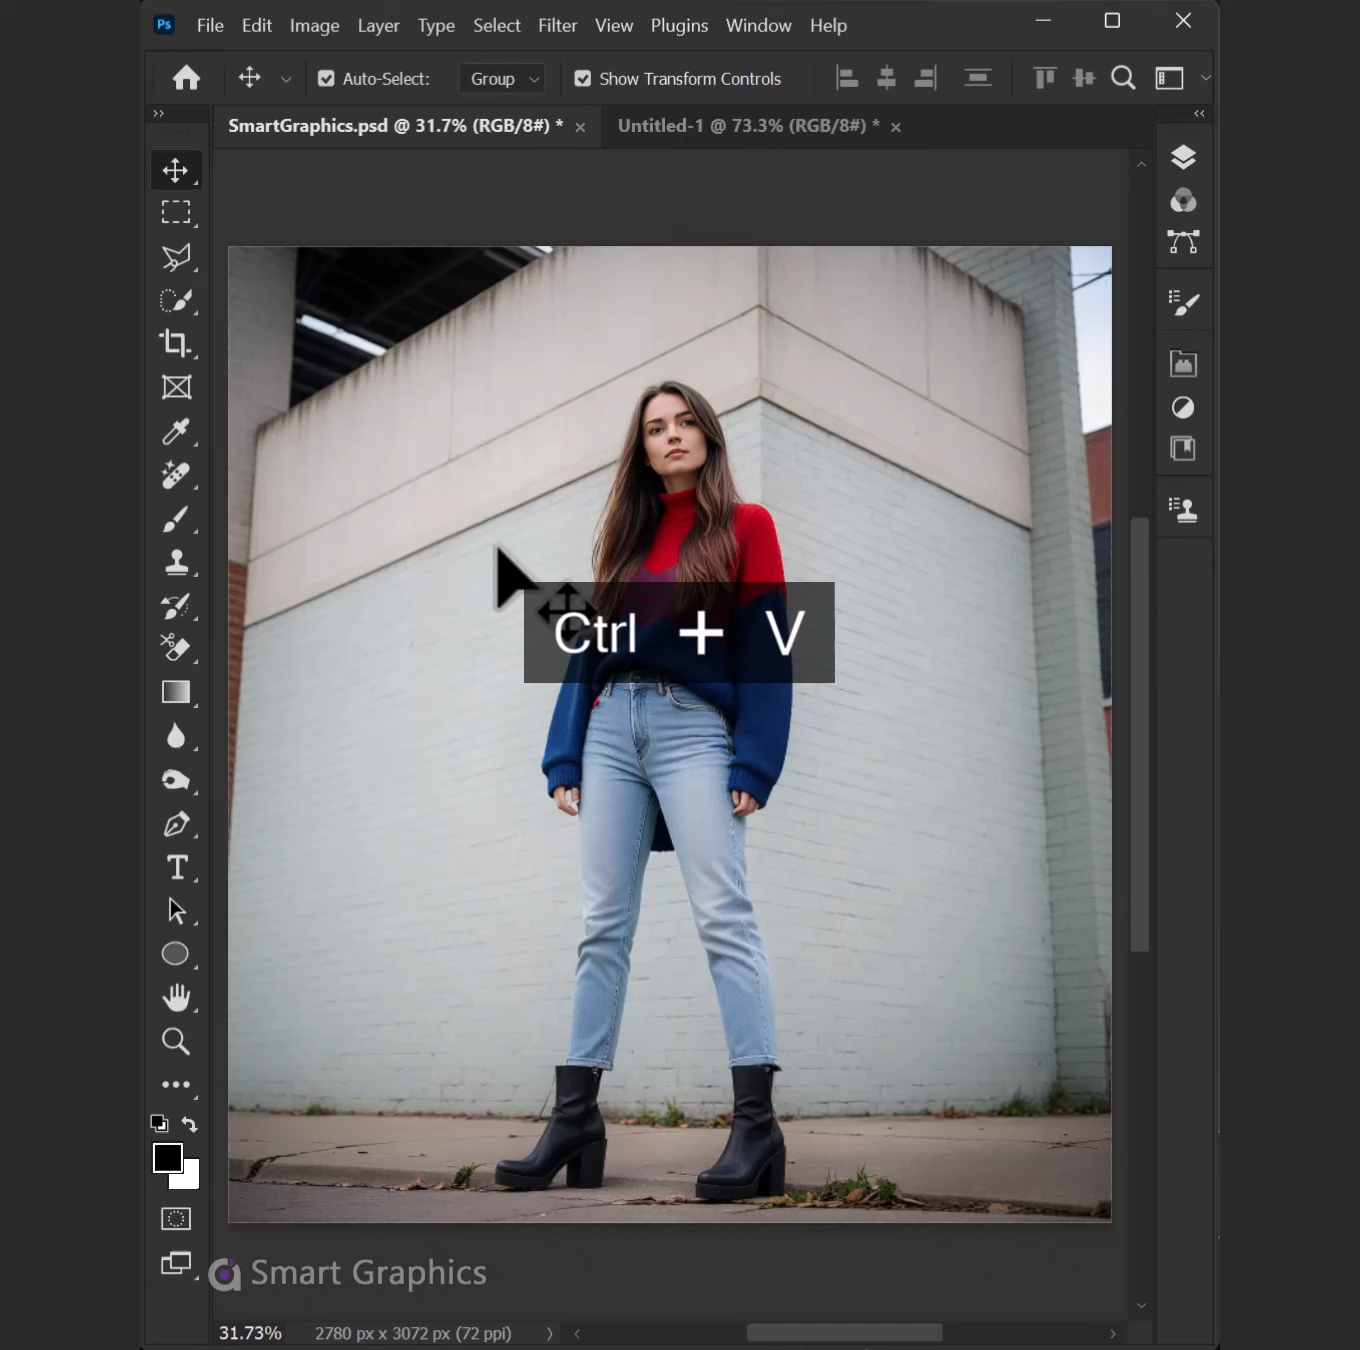 Ps File Edit Image Layer Type Select Filter View Plugins Window Help
Auto-Select: Group Show Transform Controls
SmartGraphics.psd @ 31.7% (RGB/8#) * × Untitled-1 @ 73.3% (RGB/8#) * ×
Ctrl + V
Smart Graphics
31.73% 2780 px x 3072 px (72 ppi)